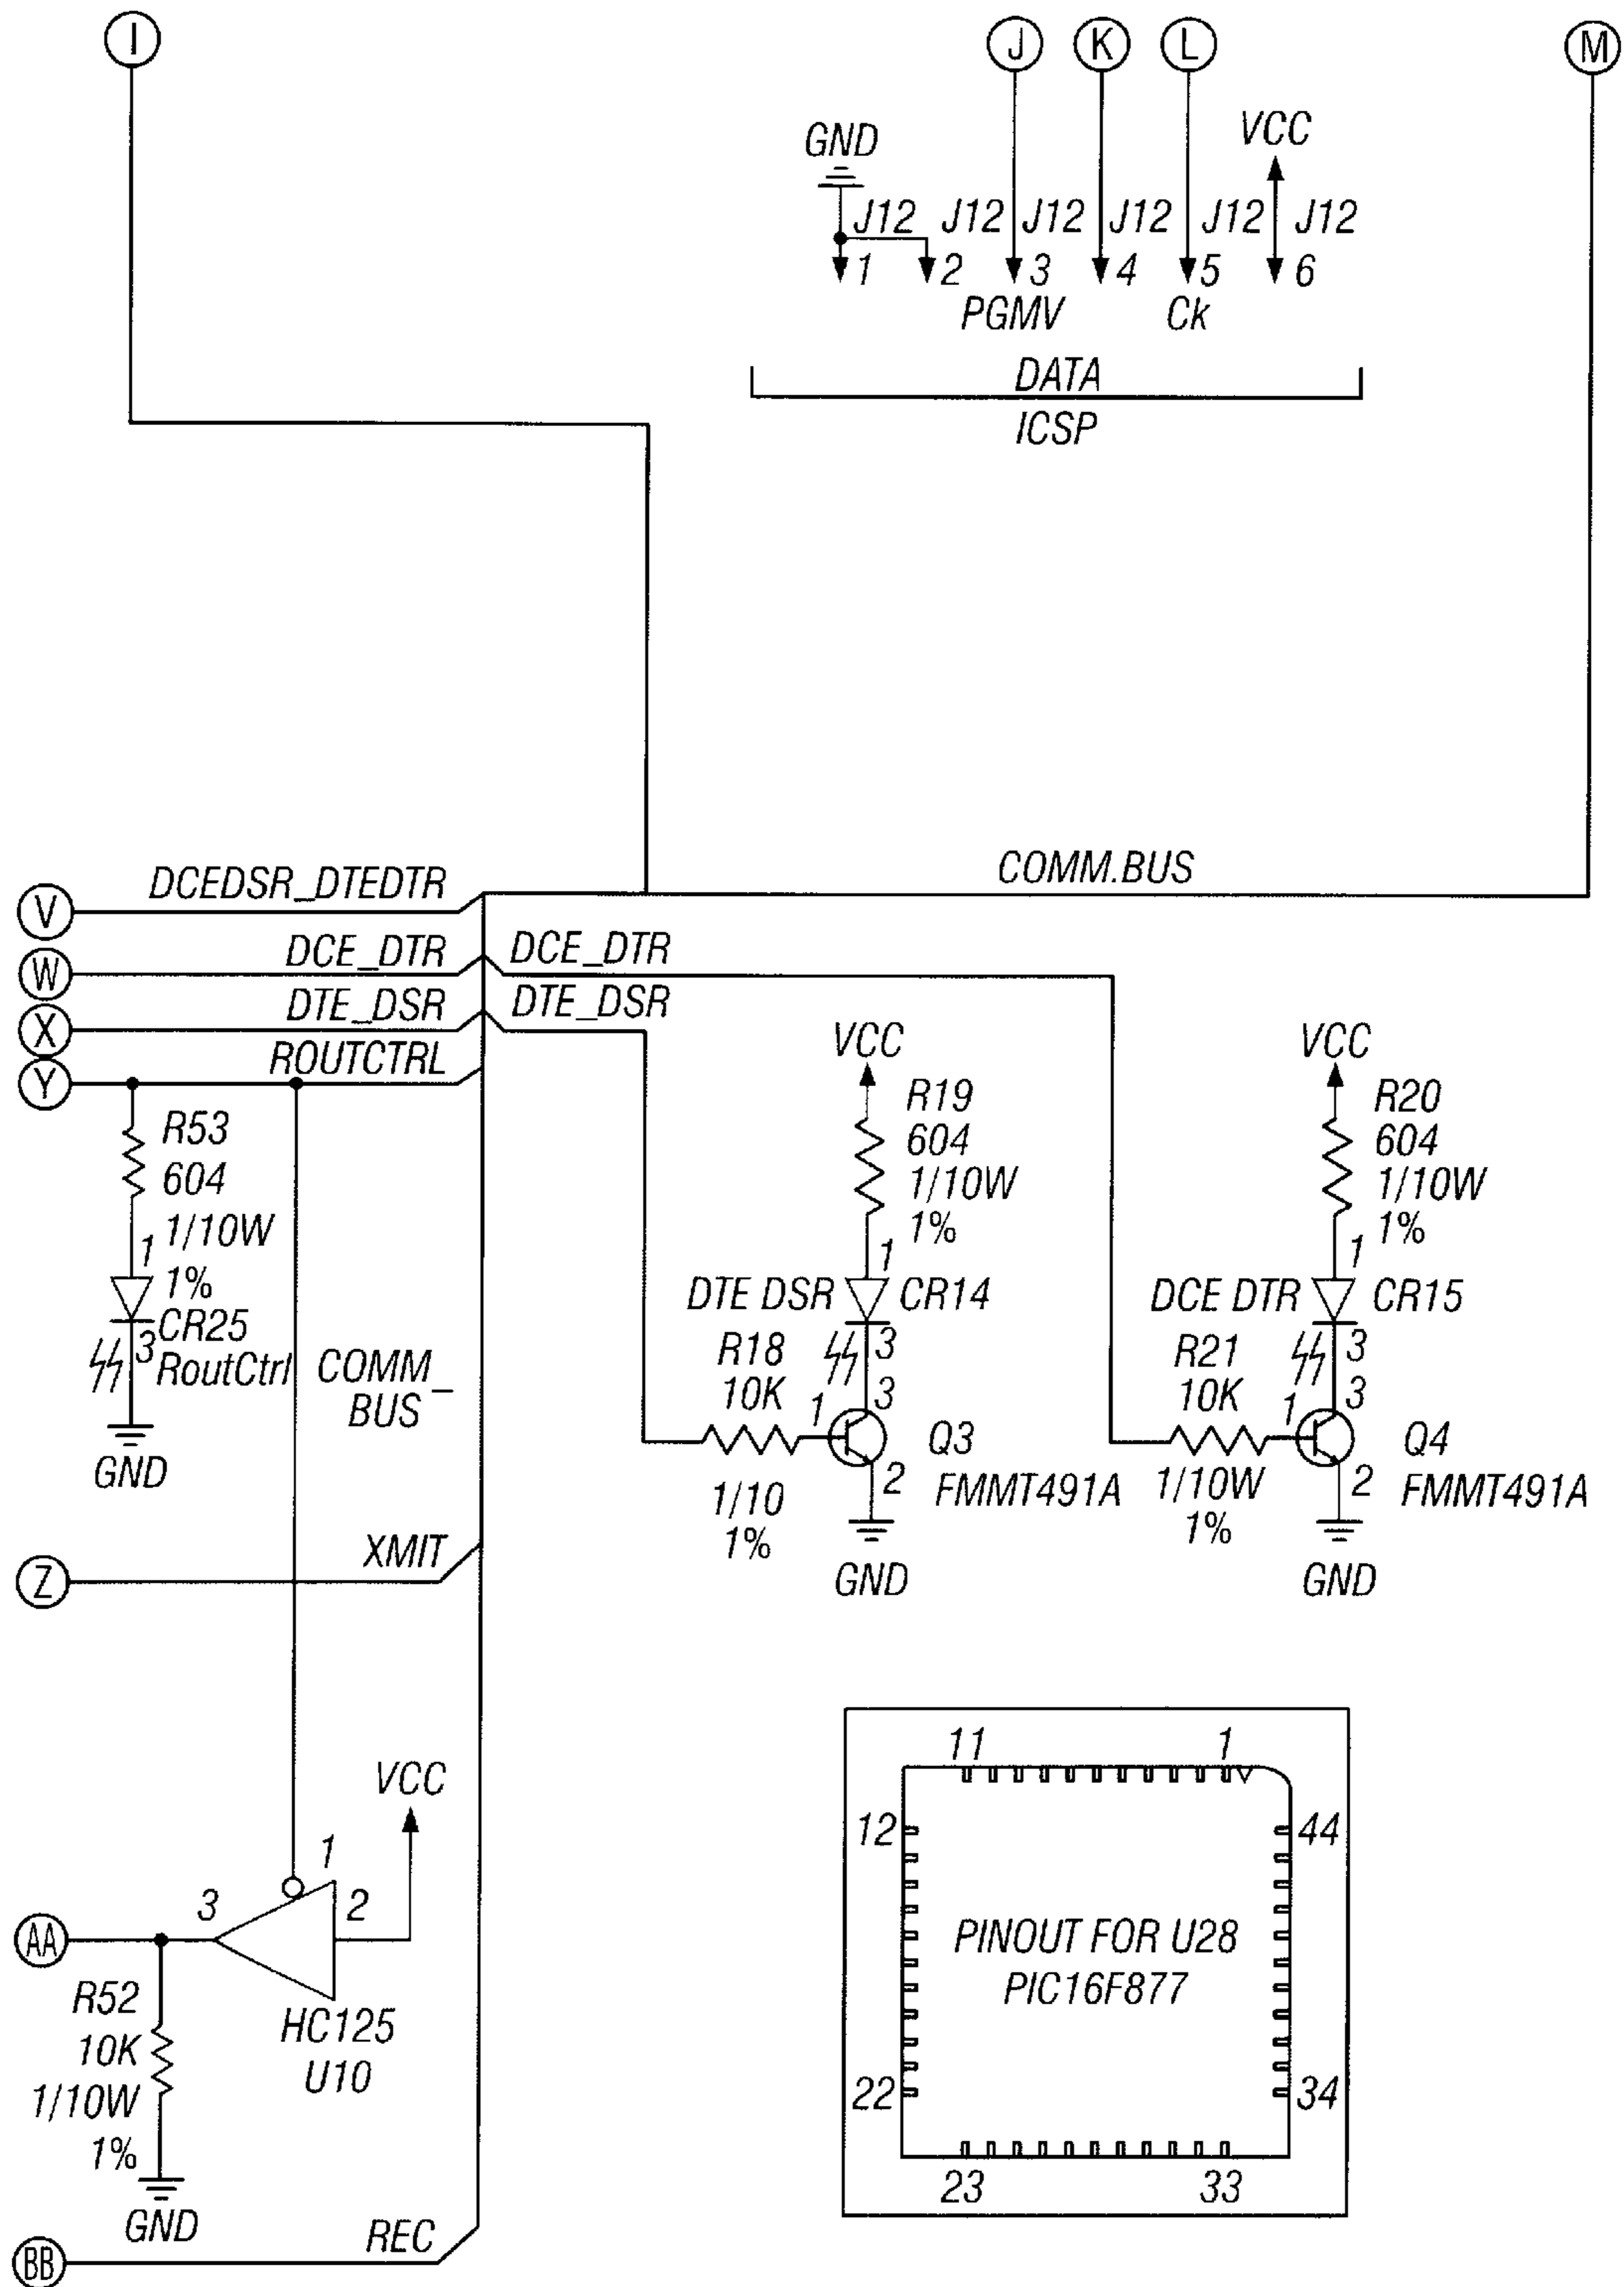 I
J K L
M
GND
VCC
J12 J12 J12 J12 J12 J12
1 2 3 4 5 6
PGMV
Ck
DATA
ICSP
DCEDSR_DTEDTR
COMM.BUS
V
DCE_DTR
DCE_DTR
W
DTE_DSR
DTE_DSR
X
ROUTCTRL
Y
R53
604
1/10W
1
1%
CR25
3
RoutCtrl
GND
COMM_
BUS
VCC
R19
604
1/10W
1%
1
DTE DSR
CR14
3
R18
10K
1
3
Q3
FMMT491A
2
1/10
1%
GND
VCC
R20
604
1/10W
1%
1
DCE DTR
CR15
3
R21
10K
1
3
Q4
FMMT491A
2
1/10W
1%
GND
XMIT
Z
VCC
1
3
2
AA
HC125
U10
R52
10K
1/10W
1%
GND
REC
BB
11
1
12
44
PINOUT FOR U28
PIC16F877
22
34
23
33